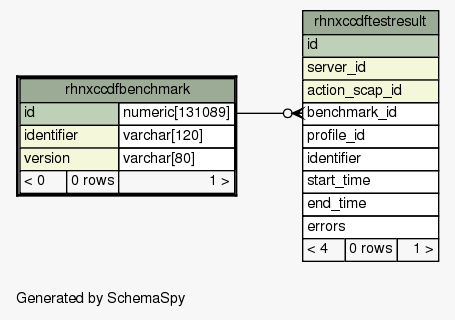 rhnxccdfbenchmark
id numeric[131089]
identifier varchar[120]
version varchar[80]
< 0 0 rows 1 >
rhnxccdftestresult
id
server_id
action_scap_id
benchmark_id
profile_id
identifier
start_time
end_time
errors
< 4 0 rows 1 >
Generated by SchemaSpy